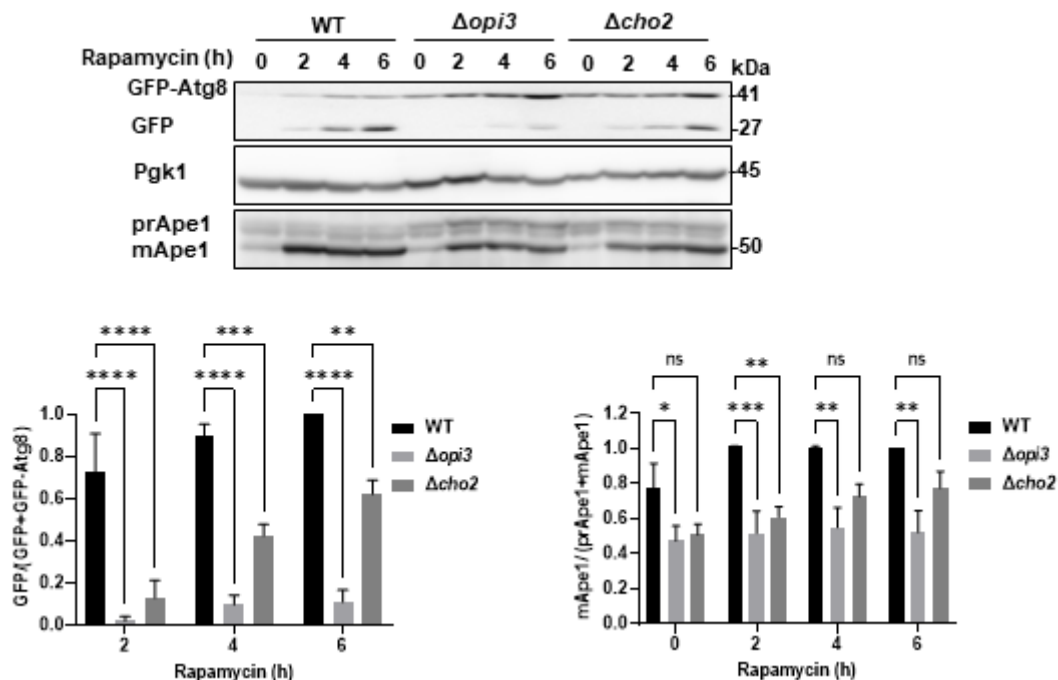 WT Δopi3 Δcho2
Rapamycin (h) 0 2 4 6 0 2 4 6 0 2 4 6 kDa
GFP-Atg8 -41
GFP -27
Pgk1 -45
prApe1
mApe1 -50
**** *** **
**** **** ****
GFP/(GFP+GFP-Atg8)
1.0
0.8
0.6
0.4
0.2
0.0
2 4 6
Rapamycin (h)
WT
Δopi3
Δcho2
ns ** ns ns
* *** ** **
mApe1/(prApe1+mApe1)
1.2
1.0
0.8
0.6
0.4
0.2
0.0
0 2 4 6
Rapamycin (h)
WT
Δopi3
Δcho2